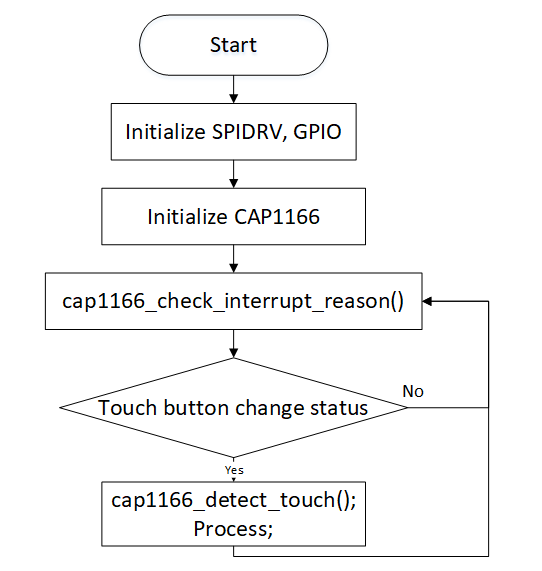 Start
Initialize SPIDRV, GPIO
Initialize CAP1166
cap1166_check_interrupt_reason()
Touch button change status
No
Yes
cap1166_detect_touch();
Process;